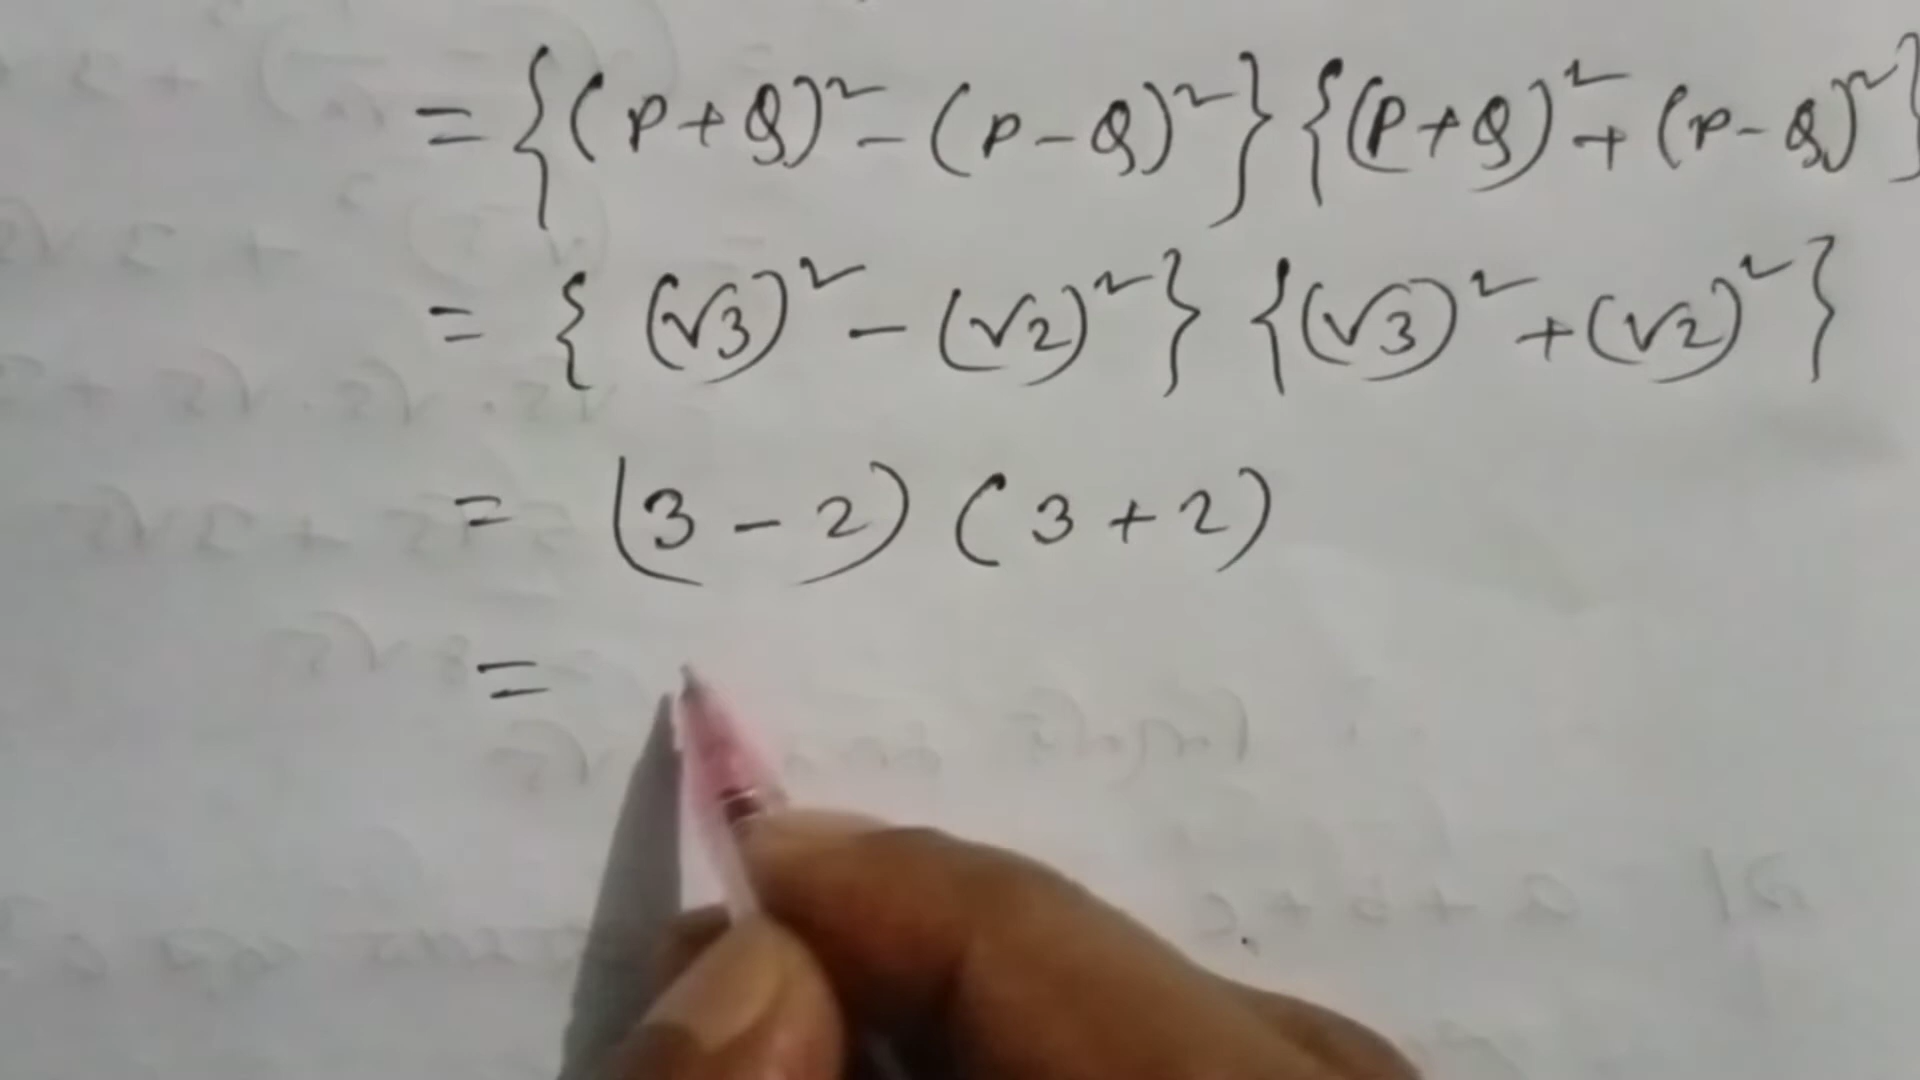 = {(P+Q)² - (P-Q)²} {(P+Q)² + (P-Q)²}
= {(√3)² - (√2)²} {(√3)² + (√2)²}
= (3 - 2) (3 + 2)
=